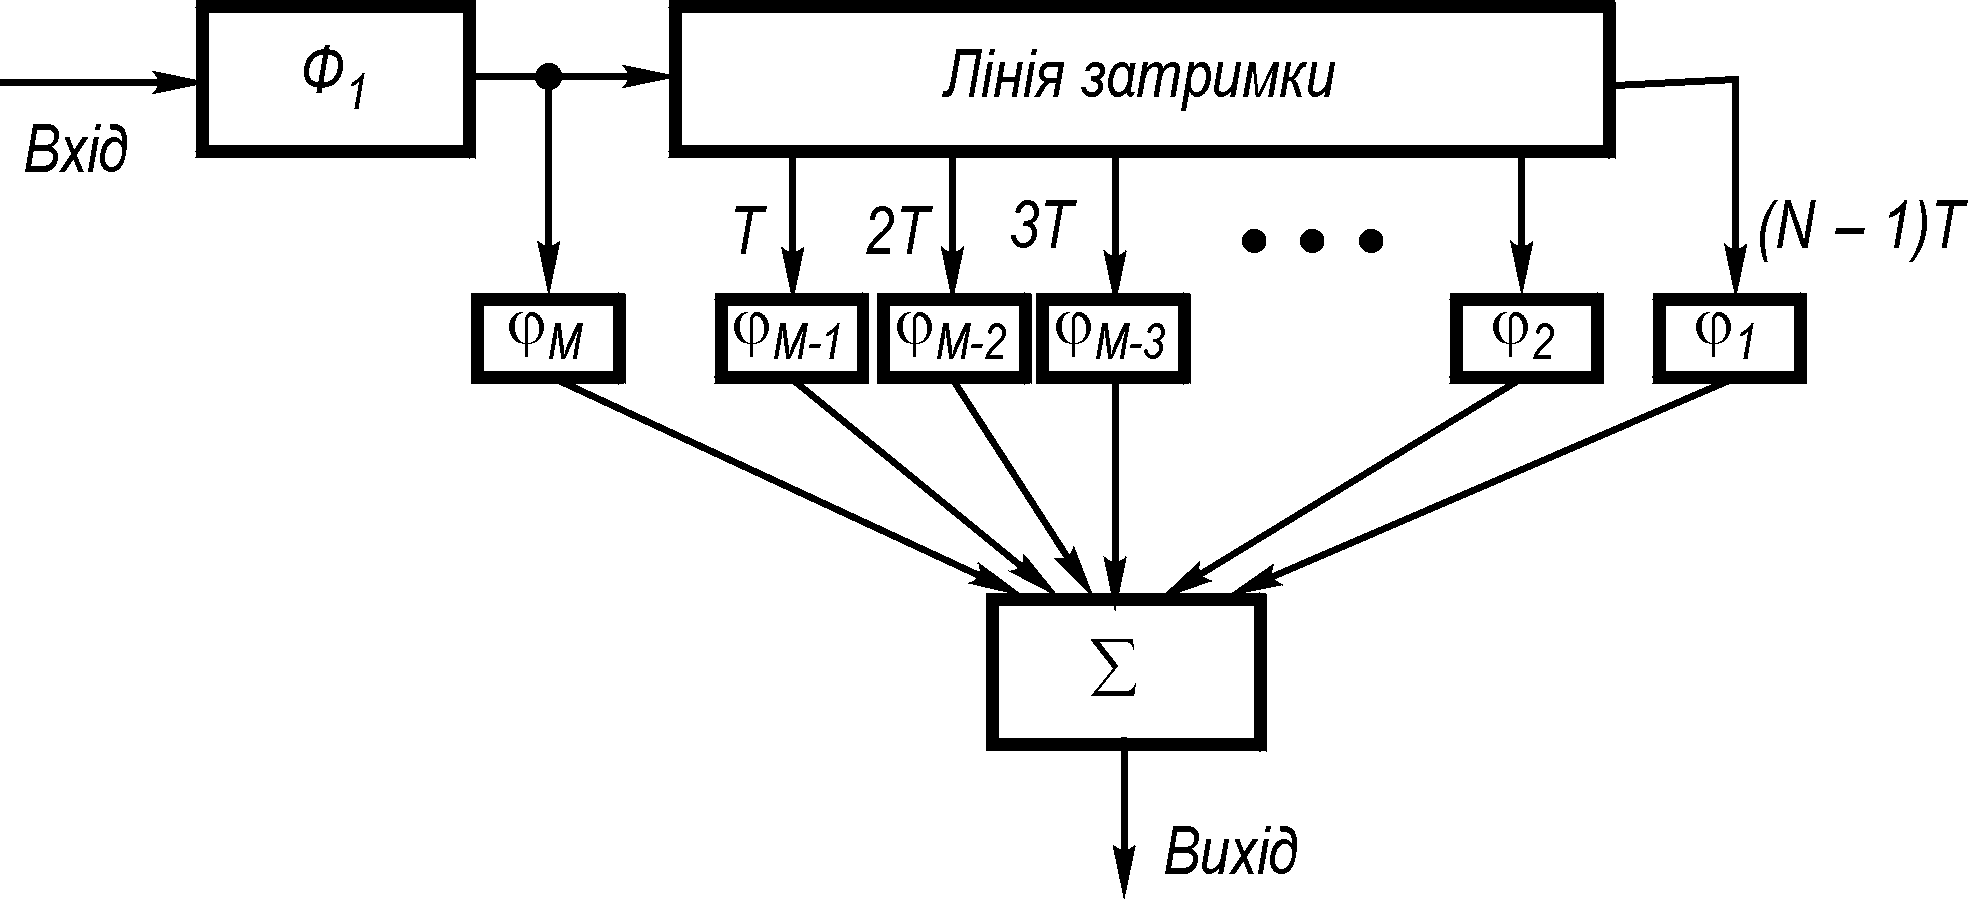 Ф1
Лінія затримки
Вхід
T
2T
3T
(N – 1)T
φM
φM-1
φM-2
φM-3
φ2
φ1
Σ
Вихід